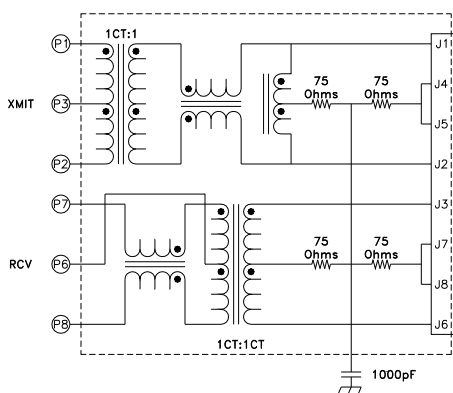 1CT:1
P1
J1
75
Ohms
75
Ohms
J4
XMIT
P3
J5
P2
J2
P7
J3
75
Ohms
75
Ohms
J7
RCV
P6
J8
P8
J6
1CT:1CT
1000pF